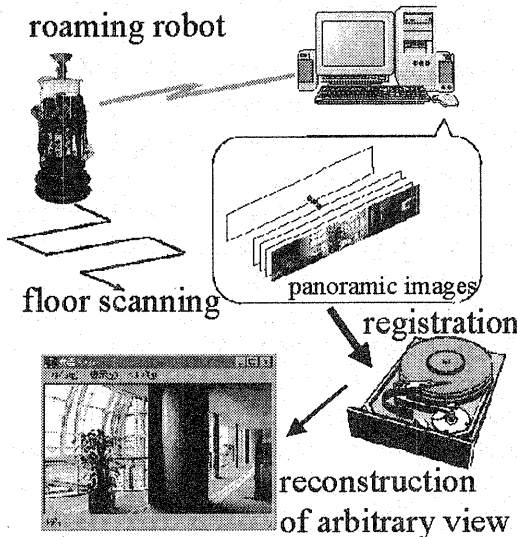 roaming robot
floor scanning
panoramic images
registration
reconstruction
of arbitrary view